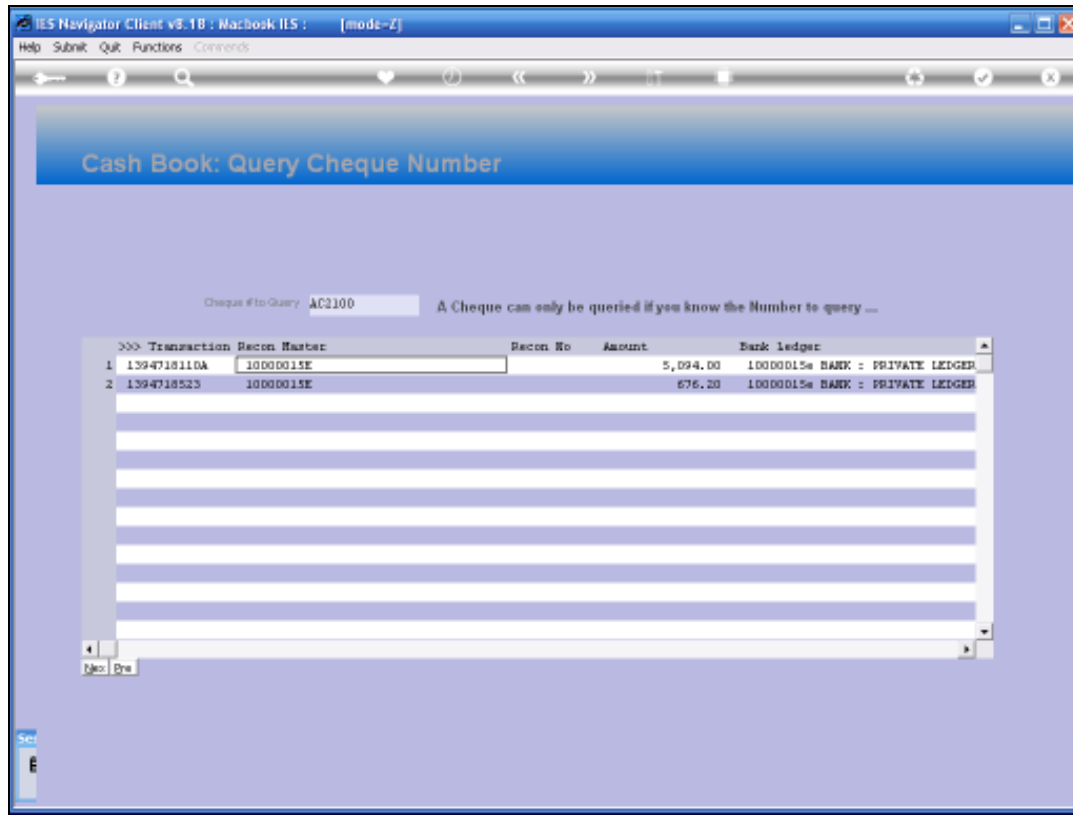 IES Navigator Client v8.18 : Macbook IES : [mode=Z]
Help Submit Quit Functions Commends
Cash Book: Query Cheque Number
Cheque # to Query AC2100 A Cheque can only be queried if you know the Number to query ...
>>> Transaction Recon Master Recon No Amount Bank ledger
1 1394718110A 10000015E 5,094.00 10000015e BANK : PRIVATE LEDGER
2 1394718523 10000015E 676.20 10000015e BANK : PRIVATE LEDGER
Nex Pre
Ser